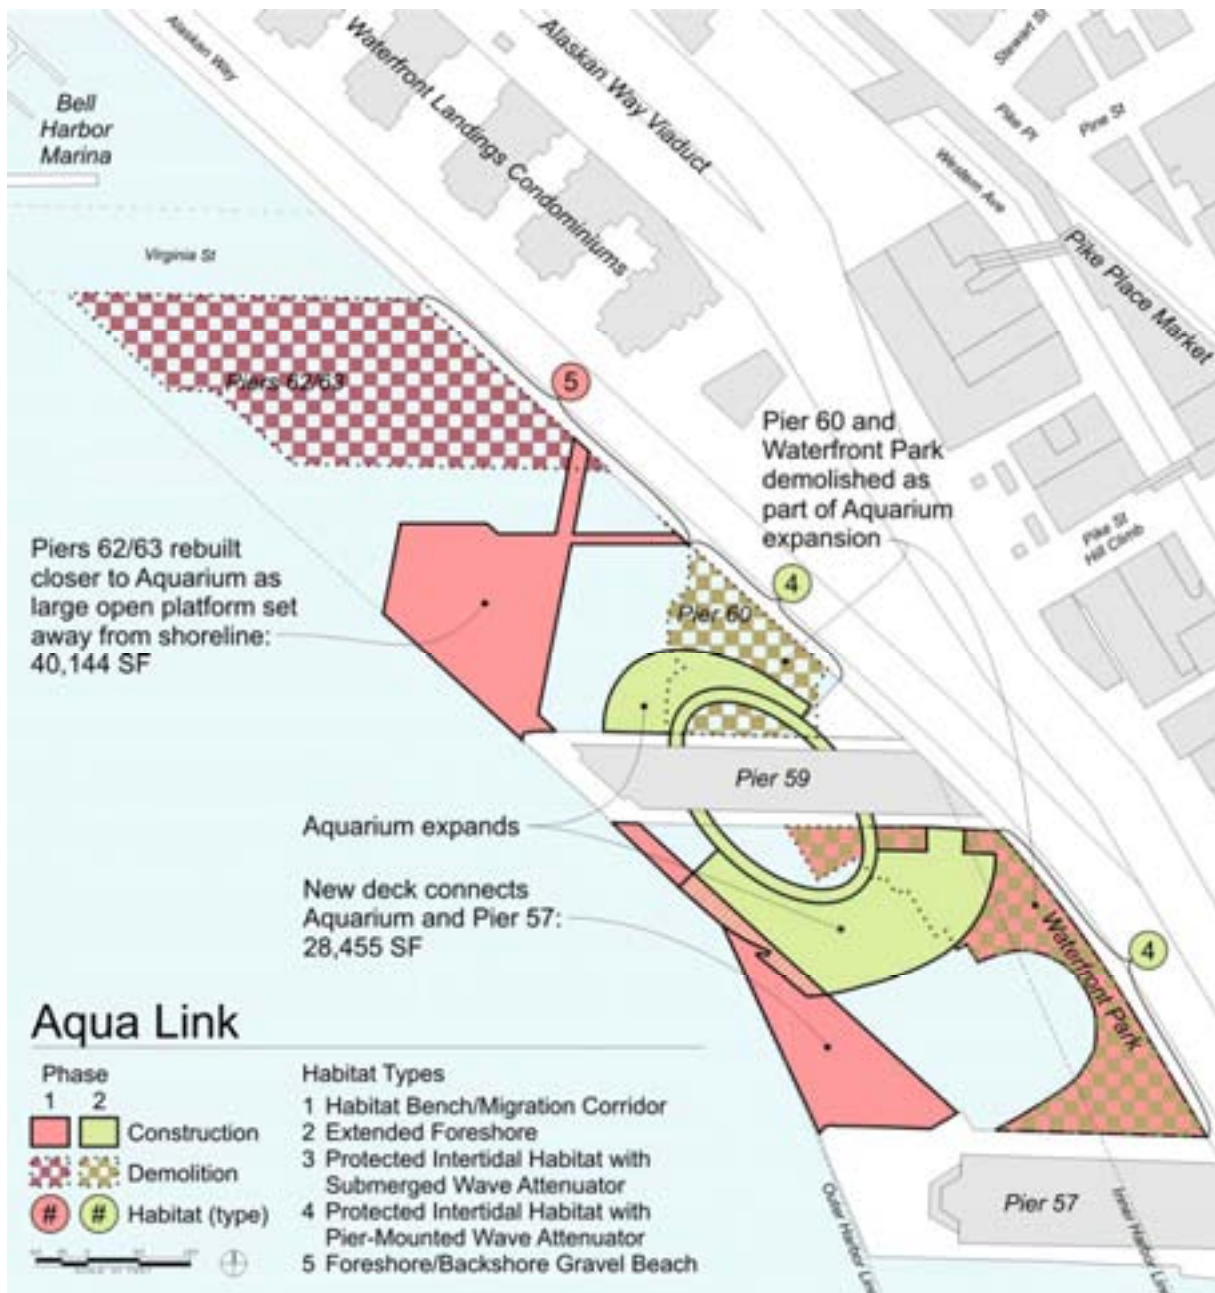 Alaskan Way
Waterfront Landings Condominiums
Alaskan Way Viaduct
Stewart St
Pike Pl
Pine St
Western Ave
Bell
Harbor
Marina
Virginia St
Pike Place Market
Piers 62/63
5
Pier 60 and
Waterfront Park
demolished as
part of Aquarium
expansion
Pike St
Hill Climb
Piers 62/63 rebuilt
closer to Aquarium as
large open platform set
away from shoreline:
40,144 SF
4
Pier 60
Pier 59
Aquarium expands
New deck connects
Aquarium and Pier 57:
28,455 SF
Waterfront Park
4
Aqua Link
Phase
1 2
Construction
Demolition
# # Habitat (type)
Habitat Types
1 Habitat Bench/Migration Corridor
2 Extended Foreshore
3 Protected Intertidal Habitat with
Submerged Wave Attenuator
4 Protected Intertidal Habitat with
Pier-Mounted Wave Attenuator
5 Foreshore/Backshore Gravel Beach
Pier 57
Outer Harbor Line
Inner Harbor Line